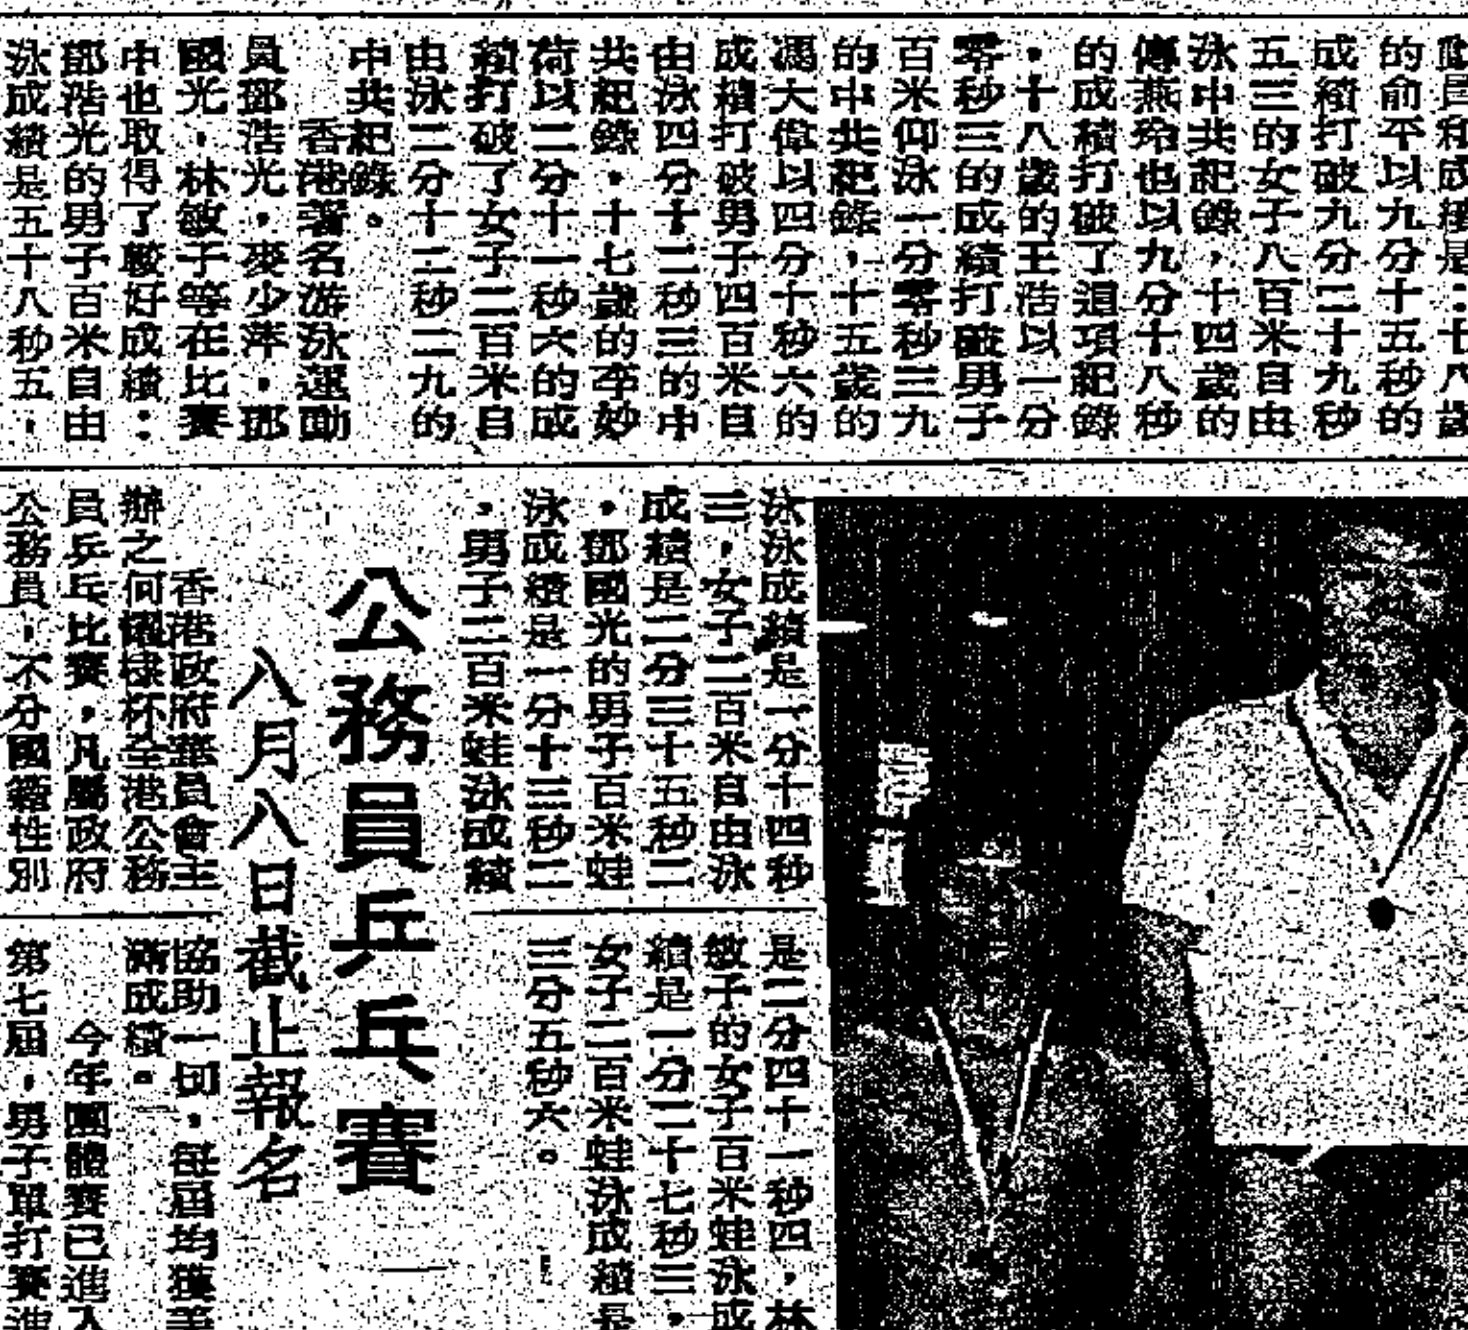 動員和成績是：十八歲
的俞平以九分十五秒的
成績打破九分二十九秒
五三的女子八百米自由
泳中共紀錄，十四歲的
傅燕玲也以九分十八秒
的成績打破了這項紀錄
。十八歲的王浩以一分
零秒三的成績打破男子
百米仰泳一分零秒三九
的中共紀錄，十五歲的
馮大偉以四分十秒六的
成績打破男子四百米自
由泳四分十二秒三的中
共紀錄。十七歲的李妙
荷以二分十一秒六的成
績打破了女子二百米自
由泳二分十二秒二九的
中共紀錄。
香港著名游泳運動
員鄧浩光，麥少萍，鄧
國光，林敏子等在比賽
中也取得了較好成績：
鄧浩光的男子百米自由
泳成績是五十八秒五，
泳泳成績是一分十四秒
三，女子二百米自由泳
成績是二分三十五秒二
。鄧國光的男子百米蛙
泳成績是一分十三秒二
，男子二百米蛙泳成績
是二分四十一秒四，林
敏子的女子百米蛙泳成
績是一分二十七秒三，
女子二百米蛙泳成績是
三分五秒六。
公務員乒乓賽
八月八日截止報名
香港政府華員會主
辦之何耀棣杯全港公務
員乒乓比賽，凡屬政府
公務員，不分國籍性別
協助一切，每屆均獲美
滿成績。
今年團體賽已進入
第七屆，男子單打賽進